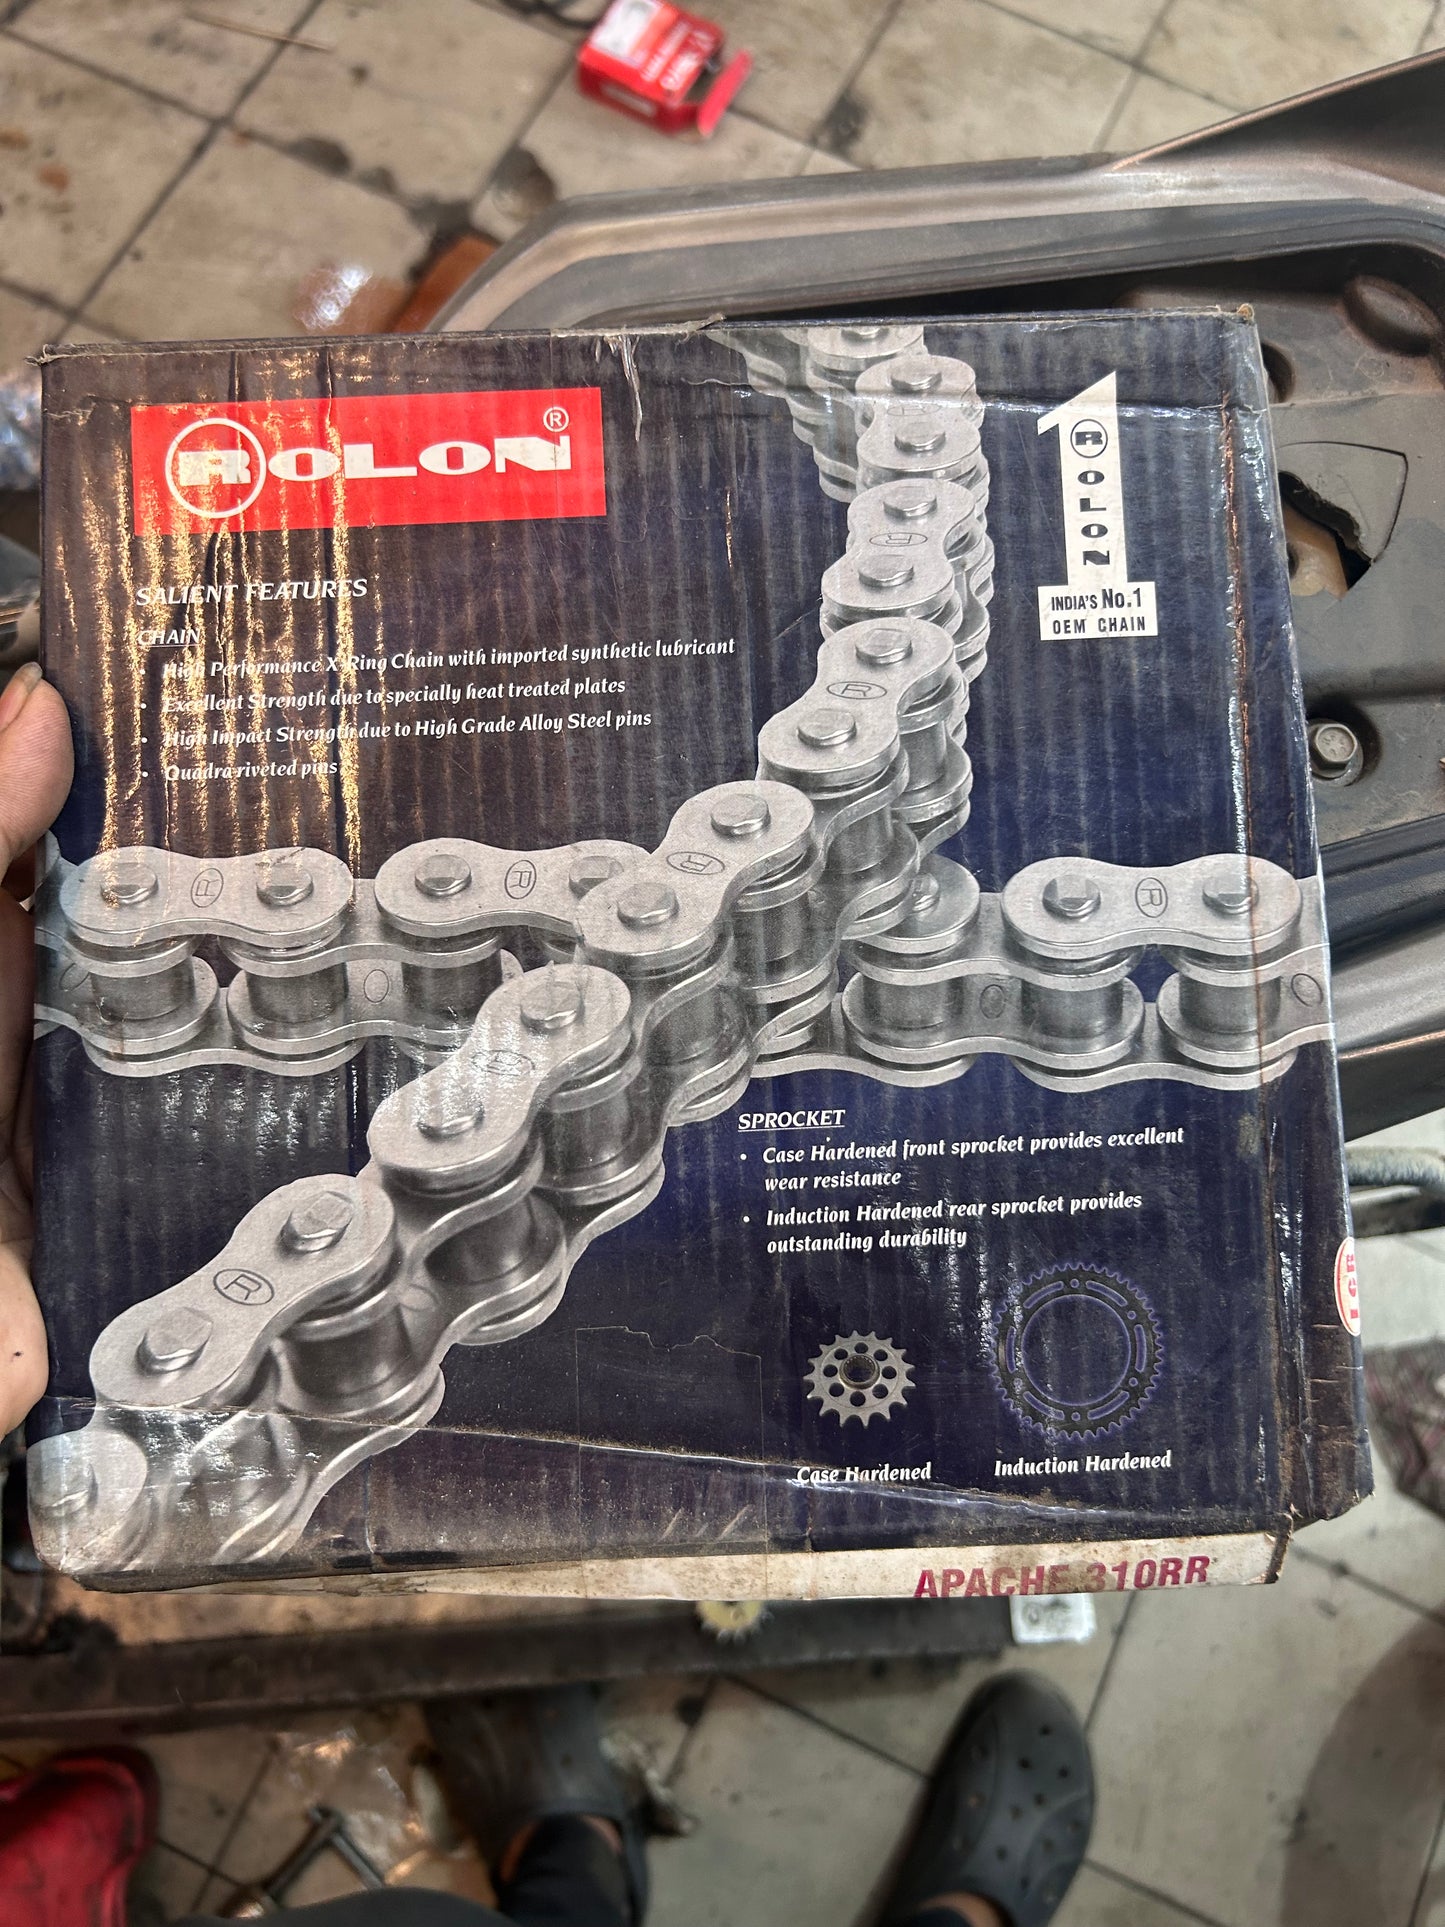 ROLON®
1
ROLON
INDIA'S No.1
OEM CHAIN
SALIENT FEATURES
CHAIN
• High Performance X-Ring Chain with imported synthetic lubricant
• Excellent Strength due to specially heat treated plates
• High Impact Strength due to High Grade Alloy Steel pins
• Quadra-riveted pins
SPROCKET
• Case Hardened front sprocket provides excellent
wear resistance
• Induction Hardened rear sprocket provides
outstanding durability
Case Hardened
Induction Hardened
APACHE 310RR